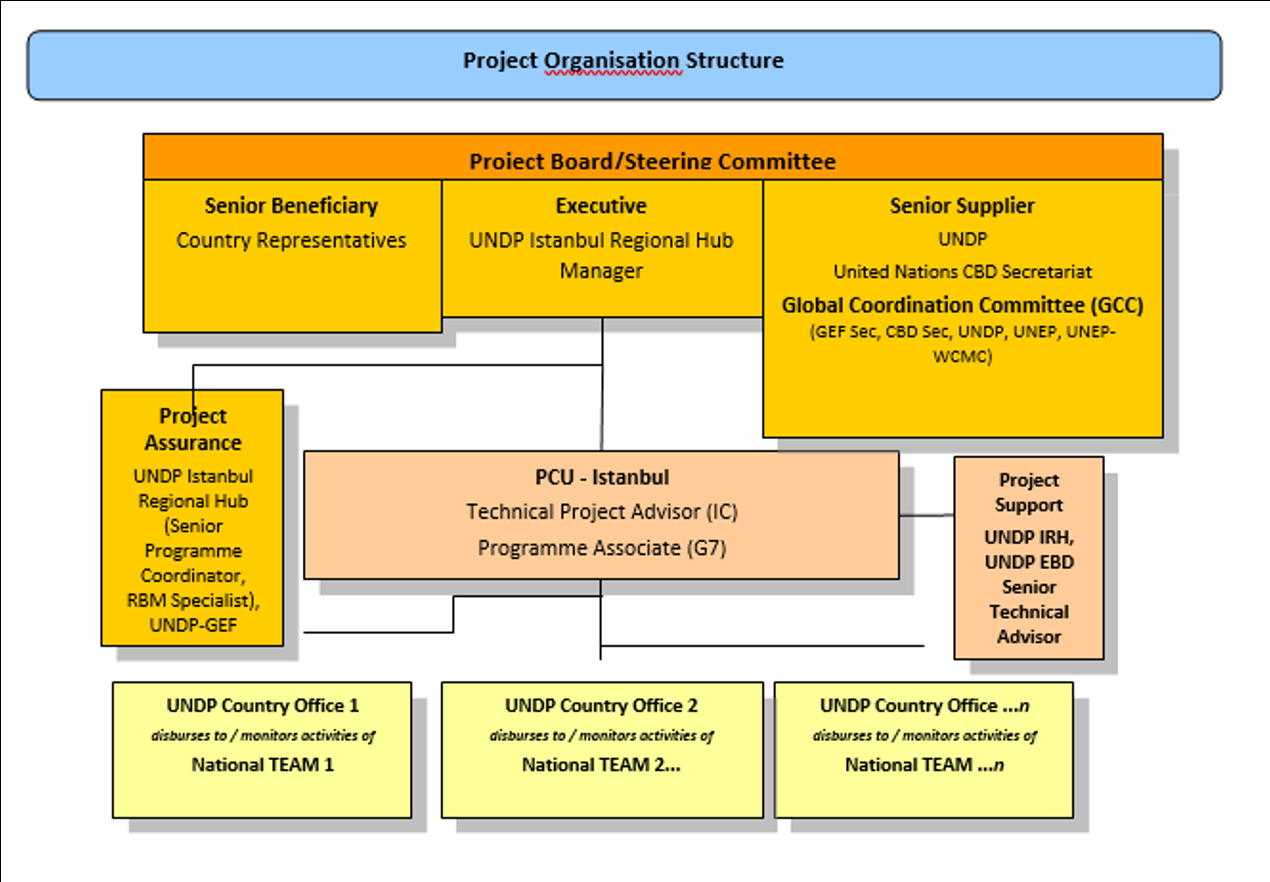 Project Organisation Structure
Project Board/Steering Committee
Senior Beneficiary
Country Representatives
Executive
UNDP Istanbul Regional Hub
Manager
Senior Supplier
UNDP
United Nations CBD Secretariat
Global Coordination Committee (GCC)
(GEF Sec, CBD Sec, UNDP, UNEP, UNEP-
WCMC)
Project
Assurance
UNDP Istanbul
Regional Hub
(Senior
Programme
Coordinator,
RBM Specialist),
UNDP-GEF
PCU - Istanbul
Technical Project Advisor (IC)
Programme Associate (G7)
Project
Support
UNDP IRH,
UNDP EBD
Senior
Technical
Advisor
UNDP Country Office 1
disburses to / monitors activities of
National TEAM 1
UNDP Country Office 2
disburses to / monitors activities of
National TEAM 2...
UNDP Country Office ...n
disburses to / monitors activities of
National TEAM ...n